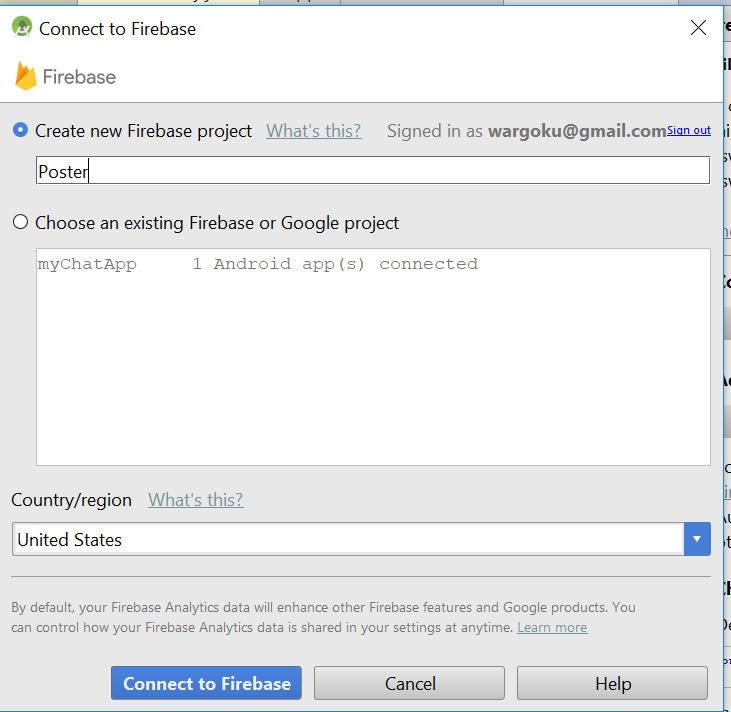 Connect to Firebase
Firebase
Create new Firebase project What's this? Signed in as wargoku@gmail.com Sign out
Poster
Choose an existing Firebase or Google project
myChatApp 1 Android app(s) connected
Country/region What's this?
United States
By default, your Firebase Analytics data will enhance other Firebase features and Google products. You
can control how your Firebase Analytics data is shared in your settings at anytime. Learn more
Connect to Firebase Cancel Help